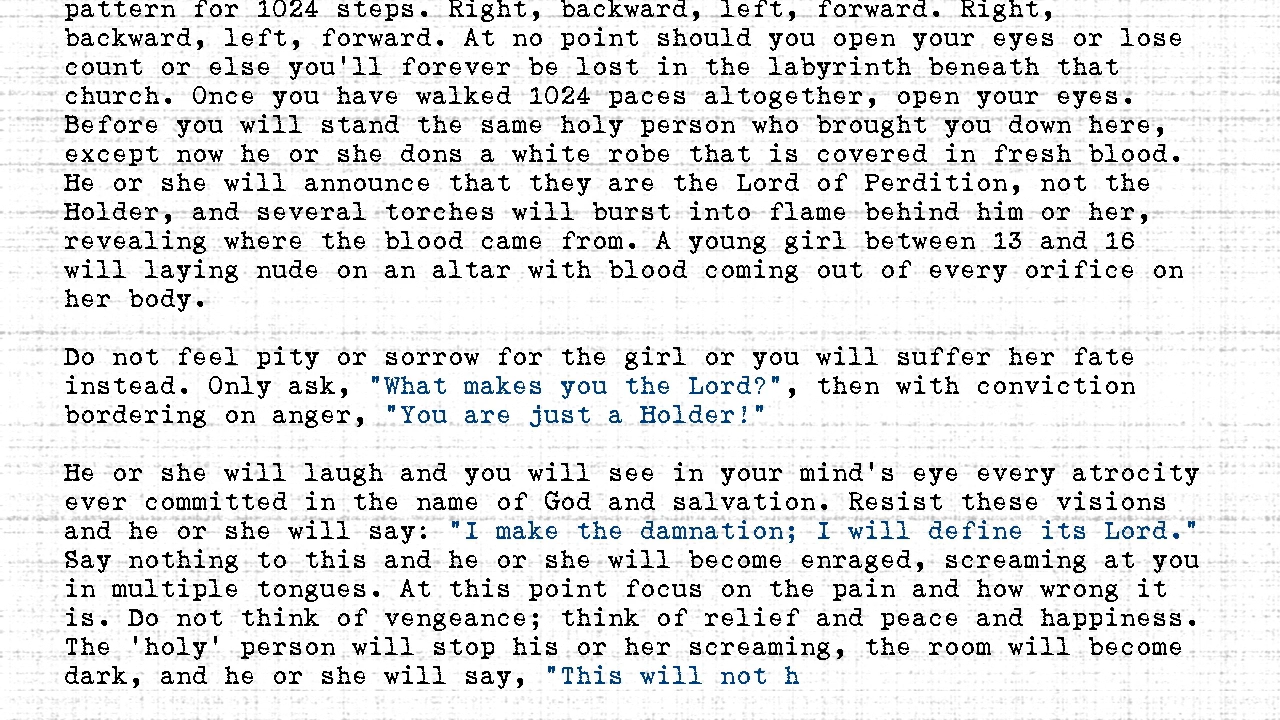 pattern for 1024 steps. Right, backward, left, forward. Right,
backward, left, forward. At no point should you open your eyes or lose
count or else you'll forever be lost in the labyrinth beneath that
church. Once you have walked 1024 paces altogether, open your eyes.
Before you will stand the same holy person who brought you down here,
except now he or she dons a white robe that is covered in fresh blood.
He or she will announce that they are the Lord of Perdition, not the
Holder, and several torches will burst into flame behind him or her,
revealing where the blood came from. A young girl between 13 and 16
will laying nude on an altar with blood coming out of every orifice on
her body.
Do not feel pity or sorrow for the girl or you will suffer her fate
instead. Only ask, "What makes you the Lord?", then with conviction
bordering on anger, "You are just a Holder!"
He or she will laugh and you will see in your mind's eye every atrocity
ever committed in the name of God and salvation. Resist these visions
and he or she will say: "I make the damnation; I will define its Lord."
Say nothing to this and he or she will become enraged, screaming at you
in multiple tongues. At this point focus on the pain and how wrong it
is. Do not think of vengeance; think of relief and peace and happiness.
The 'holy' person will stop his or her screaming, the room will become
dark, and he or she will say, "This will not h